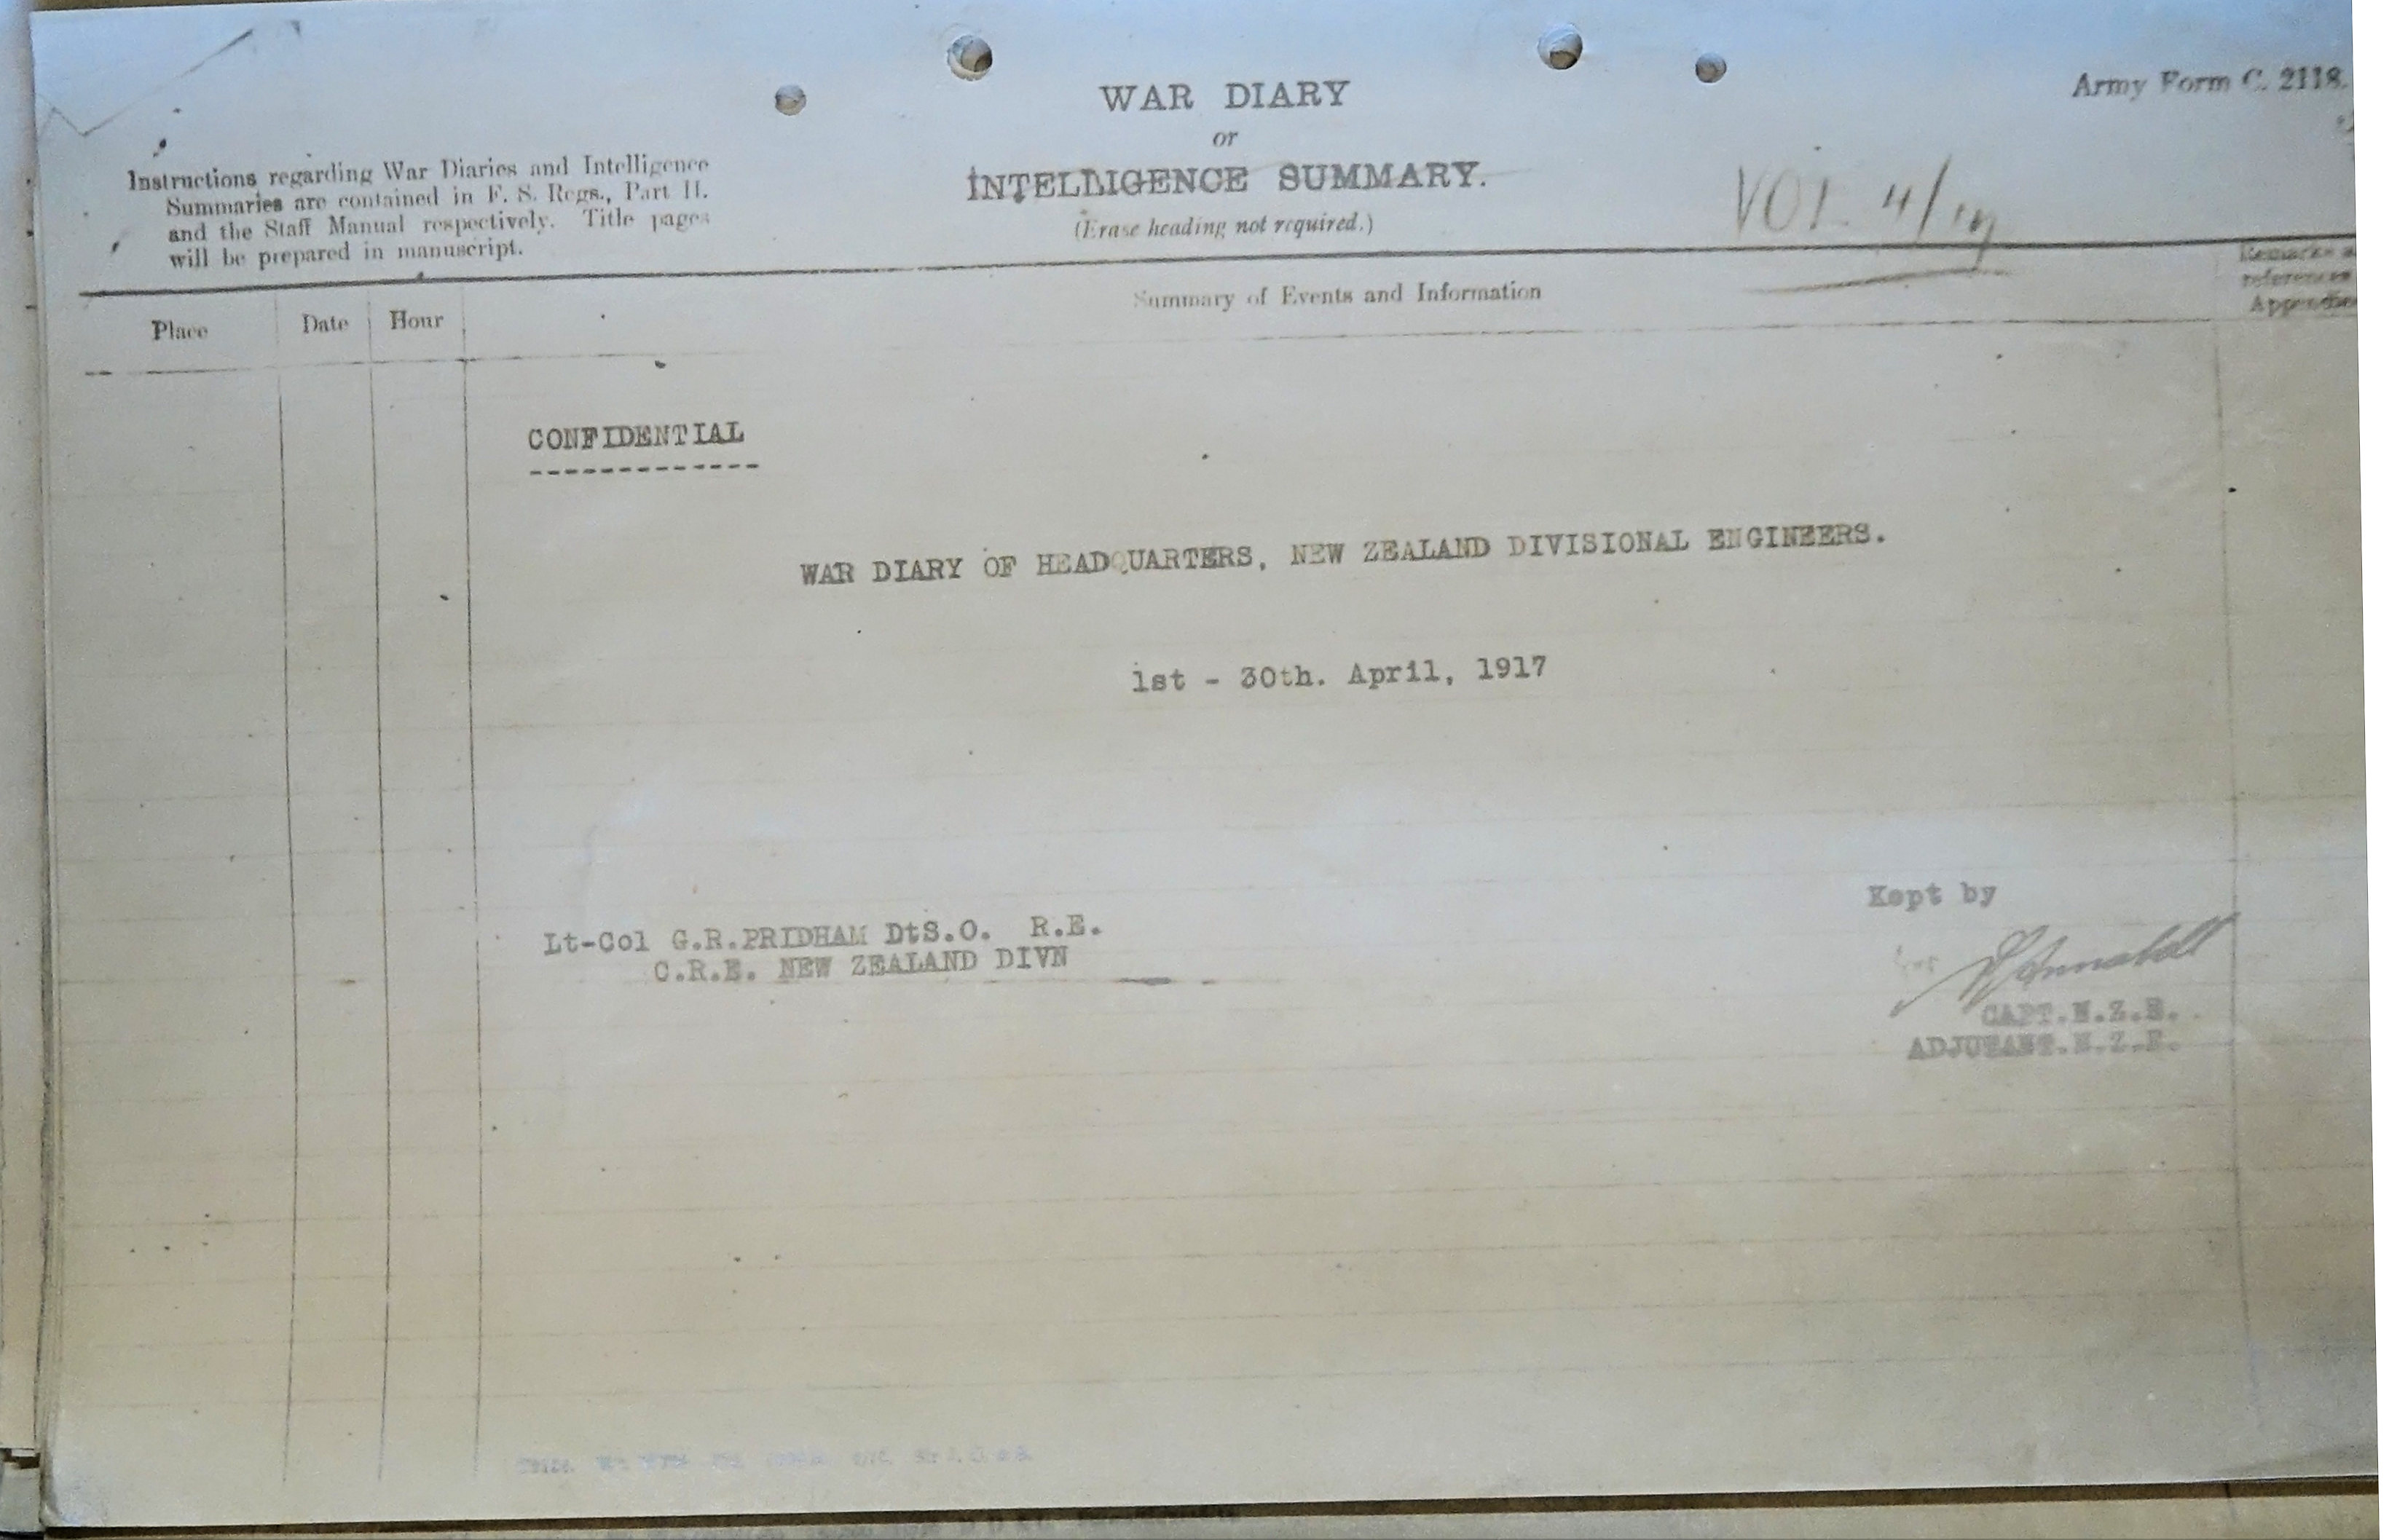 Army Form C. 2118.
WAR DIARY
or
INTELLIGENCE SUMMARY.
(Erase heading not required.)
Instructions regarding War Diaries and Intelligence
Summaries are contained in F. S. Regs., Part II.
and the Staff Manual respectively. Title pages
will be prepared in manuscript.
VOL 4/
Place
Date
Hour
Summary of Events and Information
Remarks
references
CONFIDENTIAL
WAR DIARY OF HEADQUARTERS, NEW ZEALAND DIVISIONAL ENGINEERS.
1st - 30th. April, 1917
Lt-Col G.R.PRIDHAM DtS.O. R.E.
C.R.E. NEW ZEALAND DIVN
Kept by
Annabell
CAPT.N.Z.E.
ADJUTANT.N.Z.E.